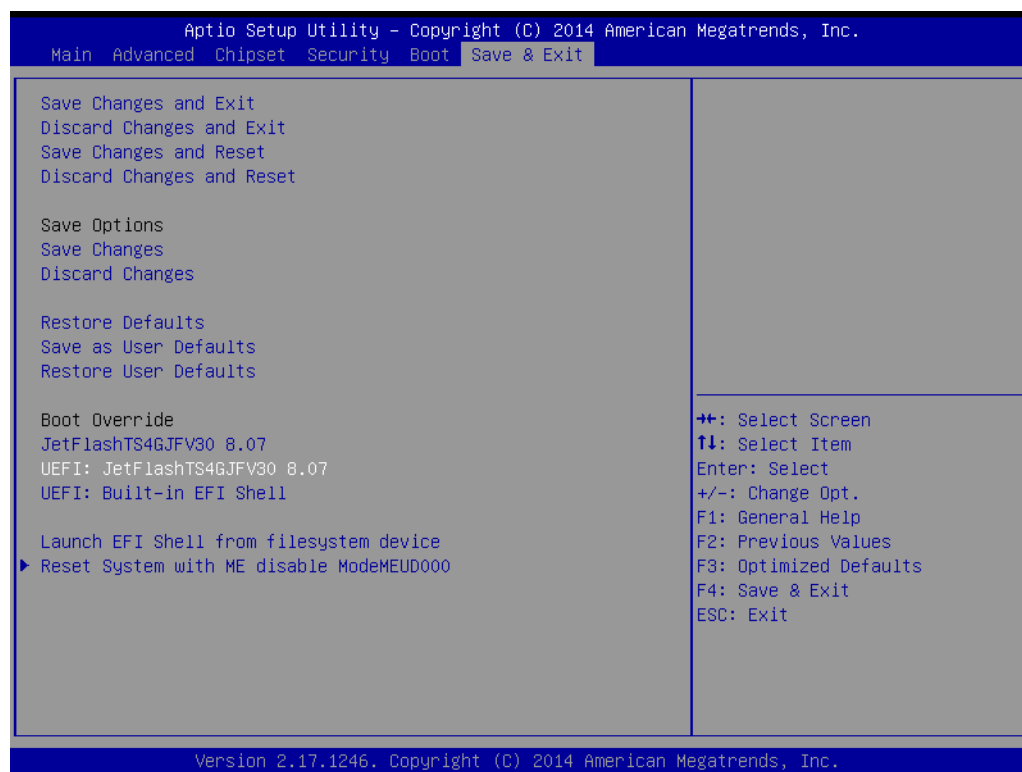 Aptio Setup Utility – Copyright (C) 2014 American Megatrends, Inc.
Main Advanced Chipset Security Boot Save & Exit
Save Changes and Exit
Discard Changes and Exit
Save Changes and Reset
Discard Changes and Reset
Save Options
Save Changes
Discard Changes
Restore Defaults
Save as User Defaults
Restore User Defaults
Boot Override
JetFlashTS4GJFV30 8.07
UEFI: JetFlashTS4GJFV30 8.07
UEFI: Built-in EFI Shell
Launch EFI Shell from filesystem device
▶ Reset System with ME disable ModeMEUD000
→←: Select Screen
↑↓: Select Item
Enter: Select
+/-: Change Opt.
F1: General Help
F2: Previous Values
F3: Optimized Defaults
F4: Save & Exit
ESC: Exit
Version 2.17.1246. Copyright (C) 2014 American Megatrends, Inc.